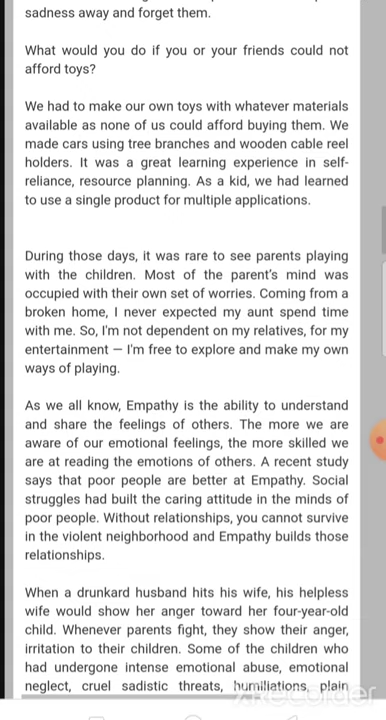 sadness away and forget them.
What would you do if you or your friends could not
afford toys?
We had to make our own toys with whatever materials
available as none of us could afford buying them. We
made cars using tree branches and wooden cable reel
holders. It was a great learning experience in self-
reliance, resource planning. As a kid, we had learned
to use a single product for multiple applications.
During those days, it was rare to see parents playing
with the children. Most of the parent's mind was
occupied with their own set of worries. Coming from a
broken home, I never expected my aunt spend time
with me. So, I'm not dependent on my relatives, for my
entertainment — I'm free to explore and make my own
ways of playing.
As we all know, Empathy is the ability to understand
and share the feelings of others. The more we are
aware of our emotional feelings, the more skilled we
are at reading the emotions of others. A recent study
says that poor people are better at Empathy. Social
struggles had built the caring attitude in the minds of
poor people. Without relationships, you cannot survive
in the violent neighborhood and Empathy builds those
relationships.
When a drunkard husband hits his wife, his helpless
wife would show her anger toward her four-year-old
child. Whenever parents fight, they show their anger,
irritation to their children. Some of the children who
had undergone intense emotional abuse, emotional
neglect, cruel sadistic threats, humiliations, plain